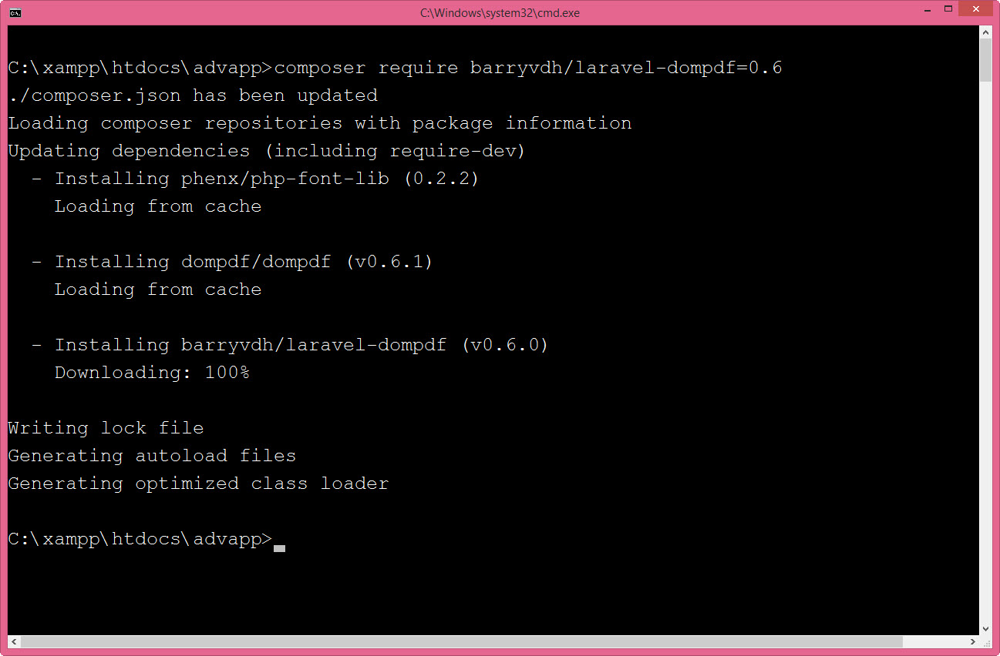 C:\Windows\system32\cmd.exe
C:\xampp\htdocs\advapp>composer require barryvdh/laravel-dompdf=0.6
./composer.json has been updated
Loading composer repositories with package information
Updating dependencies (including require-dev)
- Installing phenx/php-font-lib (0.2.2)
Loading from cache
- Installing dompdf/dompdf (v0.6.1)
Loading from cache
- Installing barryvdh/laravel-dompdf (v0.6.0)
Downloading: 100%
Writing lock file
Generating autoload files
Generating optimized class loader
C:\xampp\htdocs\advapp>